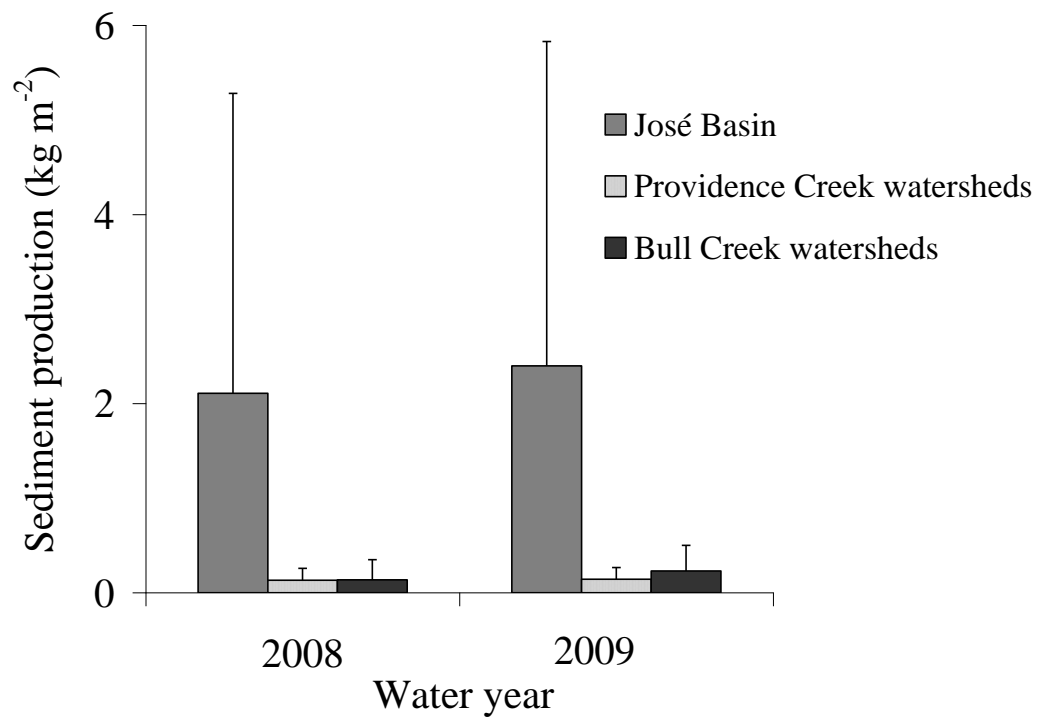 6
4
2
0
Sediment production (kg m-2)
José Basin
Providence Creek watersheds
Bull Creek watersheds
2008
2009
Water year